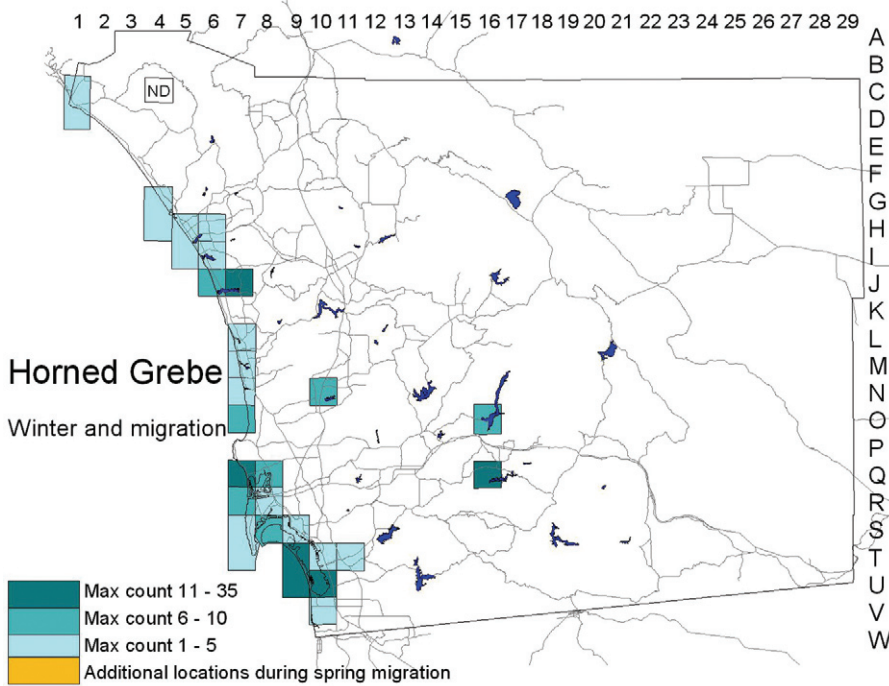 1 2 3 4 5 6 7 8 9 10 11 12 13 14 15 16 17 18 19 20 21 22 23 24 25 26 27 28 29
A
B
C
D
E
F
G
H
I
J
K
L
M
N
O
P
Q
R
S
T
U
V
W
ND
Horned Grebe
Winter and migration
Max count 11 - 35
Max count 6 - 10
Max count 1 - 5
Additional locations during spring migration